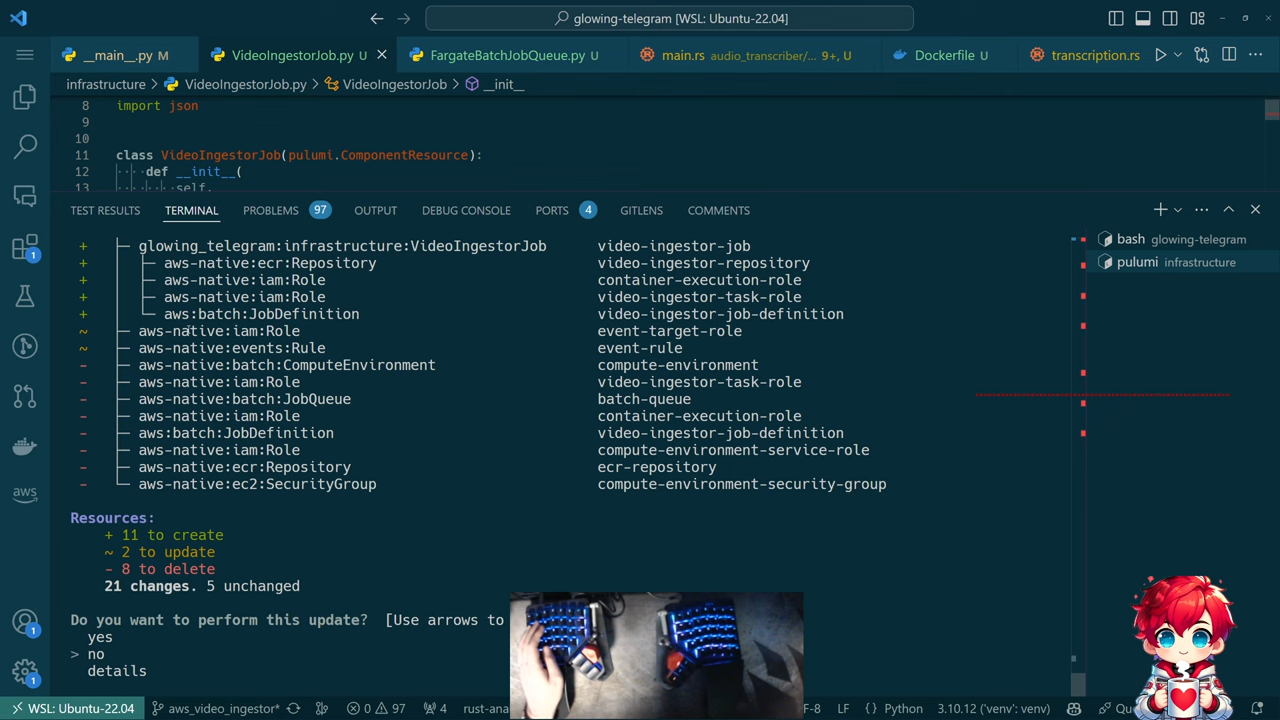 glowing-telegram [WSL: Ubuntu-22.04]
__main__.py M
VideoIngestorJob.py U
FargateBatchJobQueue.py U
main.rs audio_transcriber/... 9+, U
Dockerfile U
transcription.rs
infrastructure > VideoIngestorJob.py > VideoIngestorJob > __init__
8 import json
9
10
11 class VideoIngestorJob(pulumi.ComponentResource):
12 def __init__(
13 self,
TEST RESULTS TERMINAL PROBLEMS 97 OUTPUT DEBUG CONSOLE PORTS 4 GITLENS COMMENTS
+ ├─ glowing_telegram:infrastructure:VideoIngestorJob video-ingestor-job
+ │ ├─ aws-native:ecr:Repository video-ingestor-repository
+ │ ├─ aws-native:iam:Role container-execution-role
+ │ ├─ aws-native:iam:Role video-ingestor-task-role
+ │ └─ aws:batch:JobDefinition video-ingestor-job-definition
~ ├─ aws-native:iam:Role event-target-role
~ ├─ aws-native:events:Rule event-rule
- ├─ aws-native:batch:ComputeEnvironment compute-environment
- ├─ aws-native:iam:Role video-ingestor-task-role
- ├─ aws-native:batch:JobQueue batch-queue
- ├─ aws-native:iam:Role container-execution-role
- ├─ aws:batch:JobDefinition video-ingestor-job-definition
- ├─ aws-native:iam:Role compute-environment-service-role
- ├─ aws-native:ecr:Repository ecr-repository
- └─ aws-native:ec2:SecurityGroup compute-environment-security-group
Resources:
+ 11 to create
~ 2 to update
- 8 to delete
21 changes. 5 unchanged
Do you want to perform this update? [Use arrows to
yes
> no
details
bash glowing-telegram
pulumi infrastructure
1
aws
1
1
WSL: Ubuntu-22.04 aws_video_ingestor* 0 97 4 rust-ana F-8 LF Python 3.10.12 ('venv': venv)